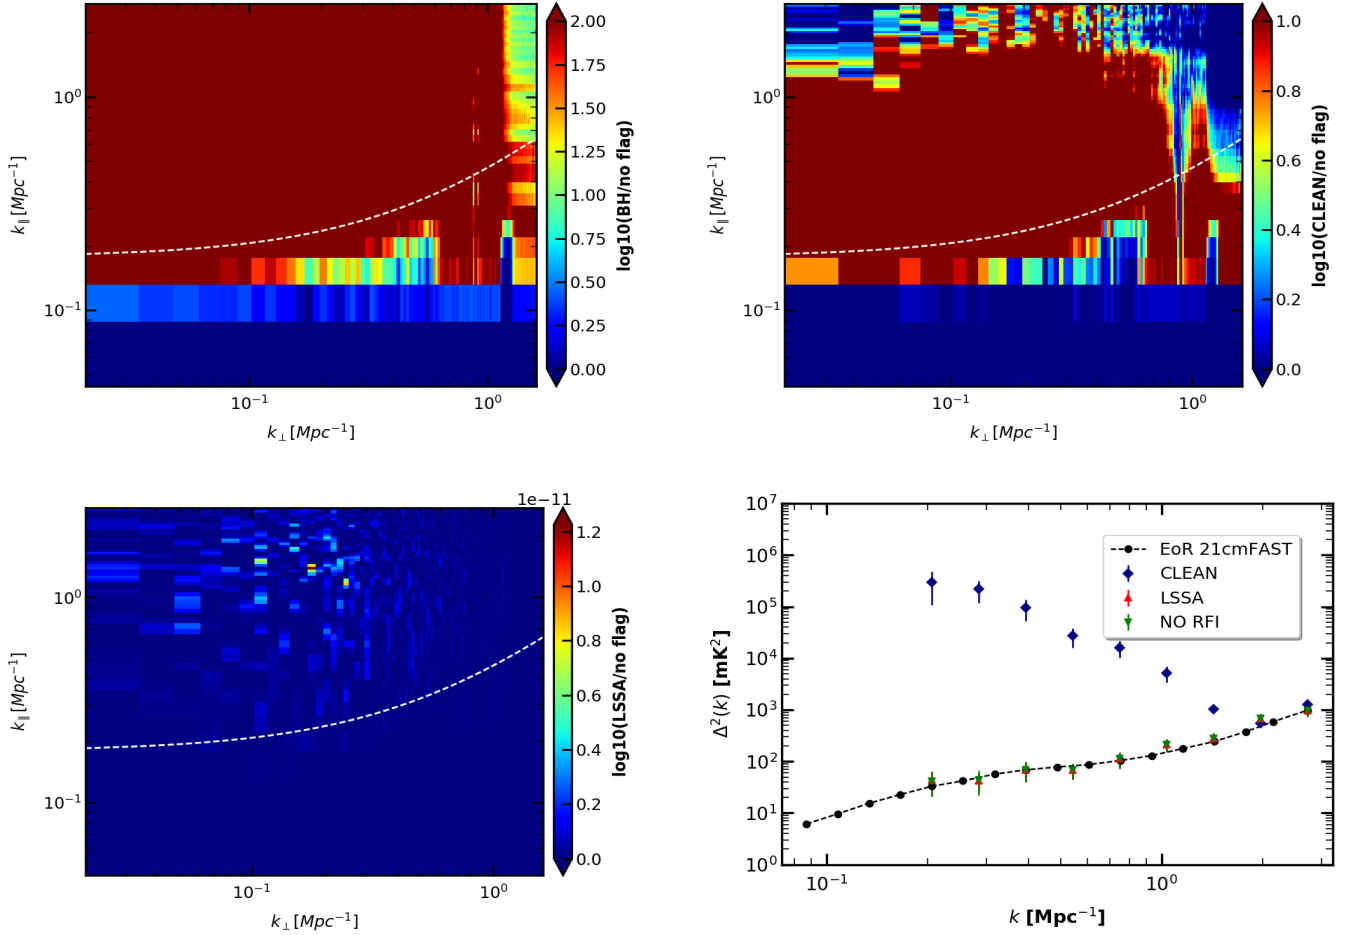 2.00
1.75
1.50
1.25
1.00
0.75
0.50
0.25
0.00
log10(BH/no flag)
10⁰
10⁻¹
k∥[Mpc⁻¹]
10⁻¹
10⁰
k⊥[Mpc⁻¹]
1.0
0.8
0.6
0.4
0.2
0.0
log10(CLEAN/no flag)
10⁰
10⁻¹
k∥[Mpc⁻¹]
10⁻¹
10⁰
k⊥[Mpc⁻¹]
1e−11
1.2
1.0
0.8
0.6
0.4
0.2
0.0
log10(LSSA/no flag)
10⁰
10⁻¹
k∥[Mpc⁻¹]
10⁻¹
10⁰
k⊥[Mpc⁻¹]
10⁷
10⁶
10⁵
10⁴
10³
10²
10¹
10⁰
Δ²(k) [mK²]
EoR 21cmFAST
CLEAN
LSSA
NO RFI
10⁻¹
10⁰
k [Mpc⁻¹]